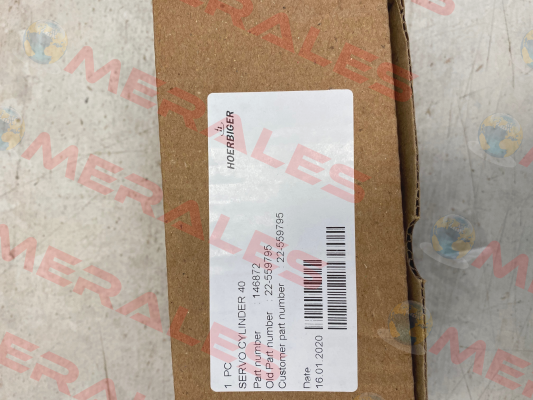 HOERBIGER
1 PC
SERVO CYLINDER 40
Part number : 146872
Old Part number : 22-559795
Customer part number : 22-559795
Date
16.01.2020
MERALES